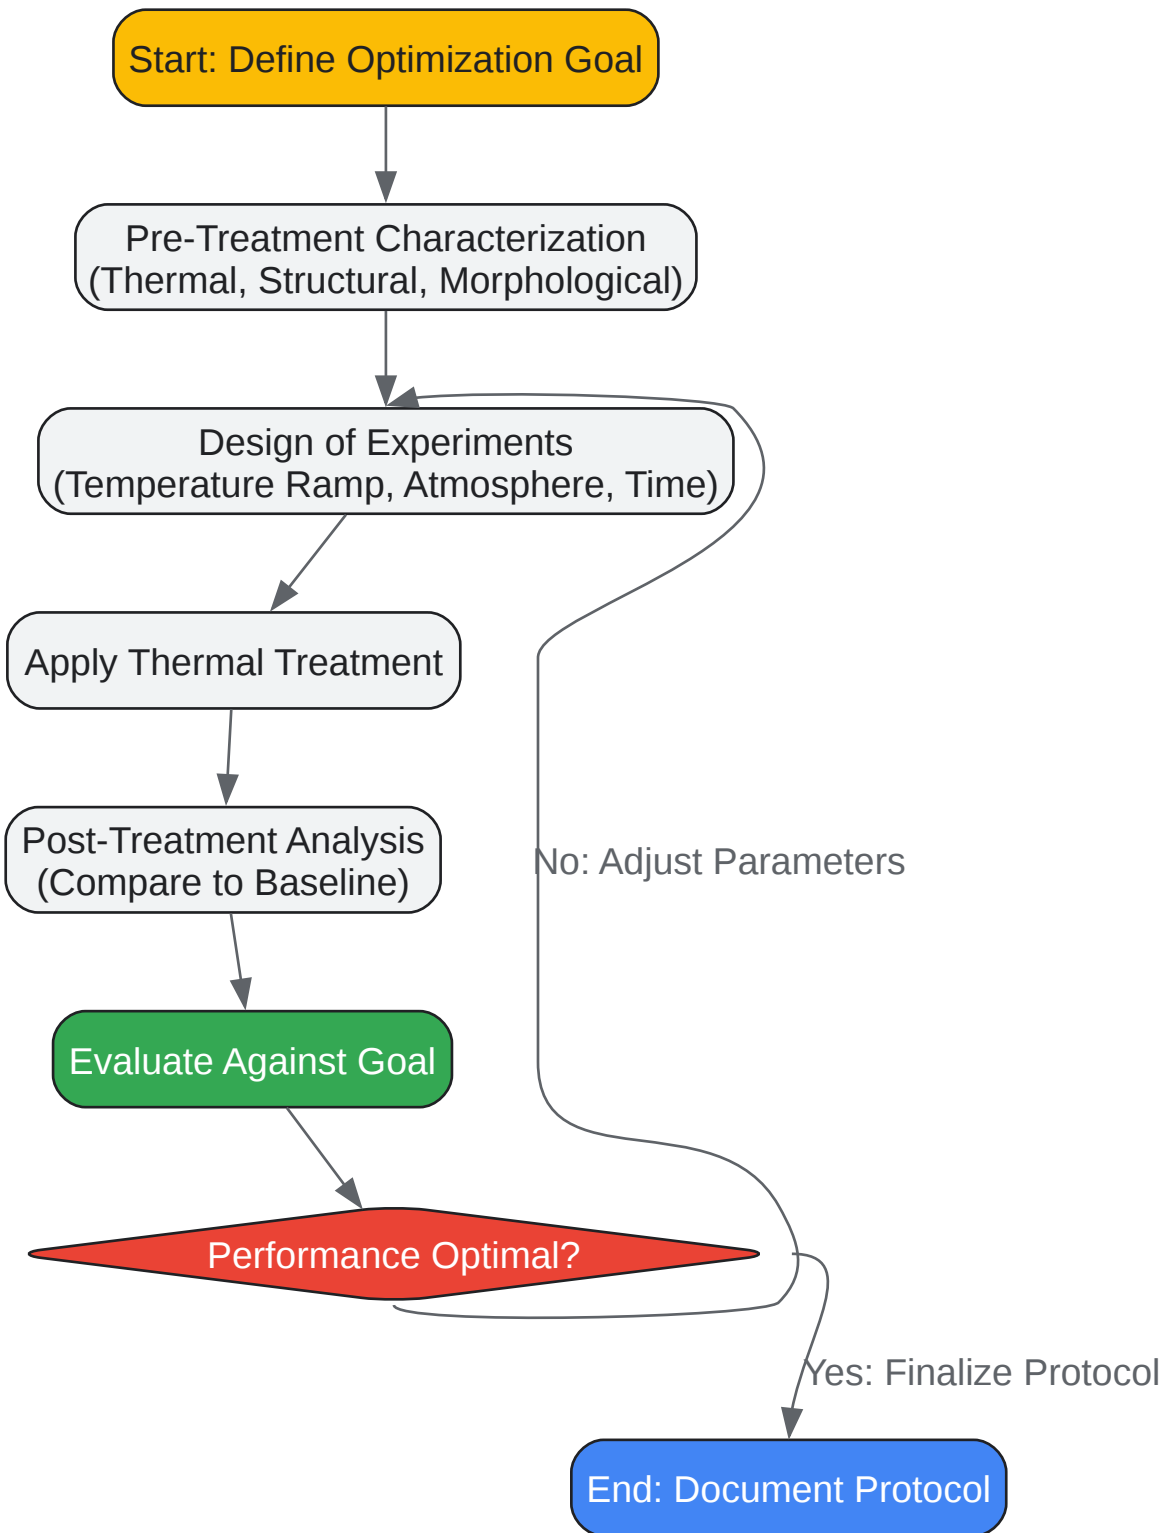 Start: Define Optimization Goal
Pre-Treatment Characterization
(Thermal, Structural, Morphological)
Design of Experiments
(Temperature Ramp, Atmosphere, Time)
Apply Thermal Treatment
Post-Treatment Analysis
(Compare to Baseline)
No: Adjust Parameters
Evaluate Against Goal
Performance Optimal?
Yes: Finalize Protocol
End: Document Protocol